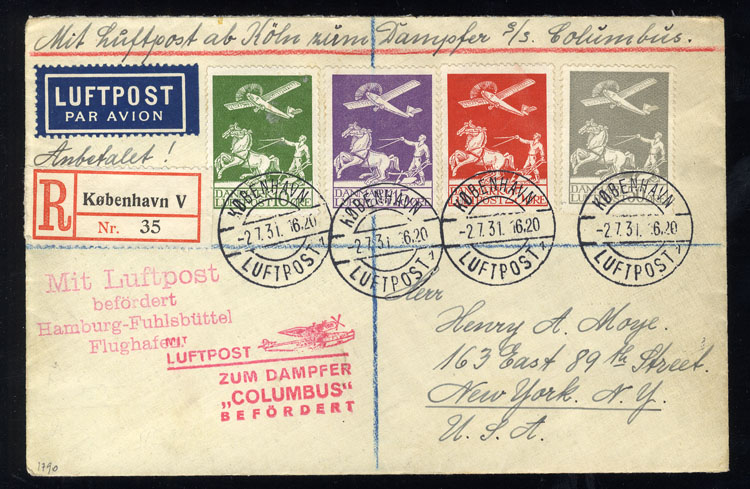 Mit Luftpost ab Köln zum Dampfer s/s. Columbus.
LUFTPOST
PAR AVION
Anbefalet!
R
København V
Nr. 35
KØBENHAVN
-2.7.31. 16.20
LUFTPOST
KØBENHAVN
-2.7.31. 16.20
LUFTPOST
KØBENHAVN
-2.7.31. 16.20
LUFTPOST
KØBENHAVN
-2.7.31. 16.20
LUFTPOST
Mit Luftpost
befördert
Hamburg-Fuhlsbüttel
Flughafen
MIT
LUFTPOST
ZUM DAMPFER
„COLUMBUS“
BEFÖRDERT
Herr
Henry A. Moye.
163 East 89th Street.
New York. N.Y.
U.S.A.
1790